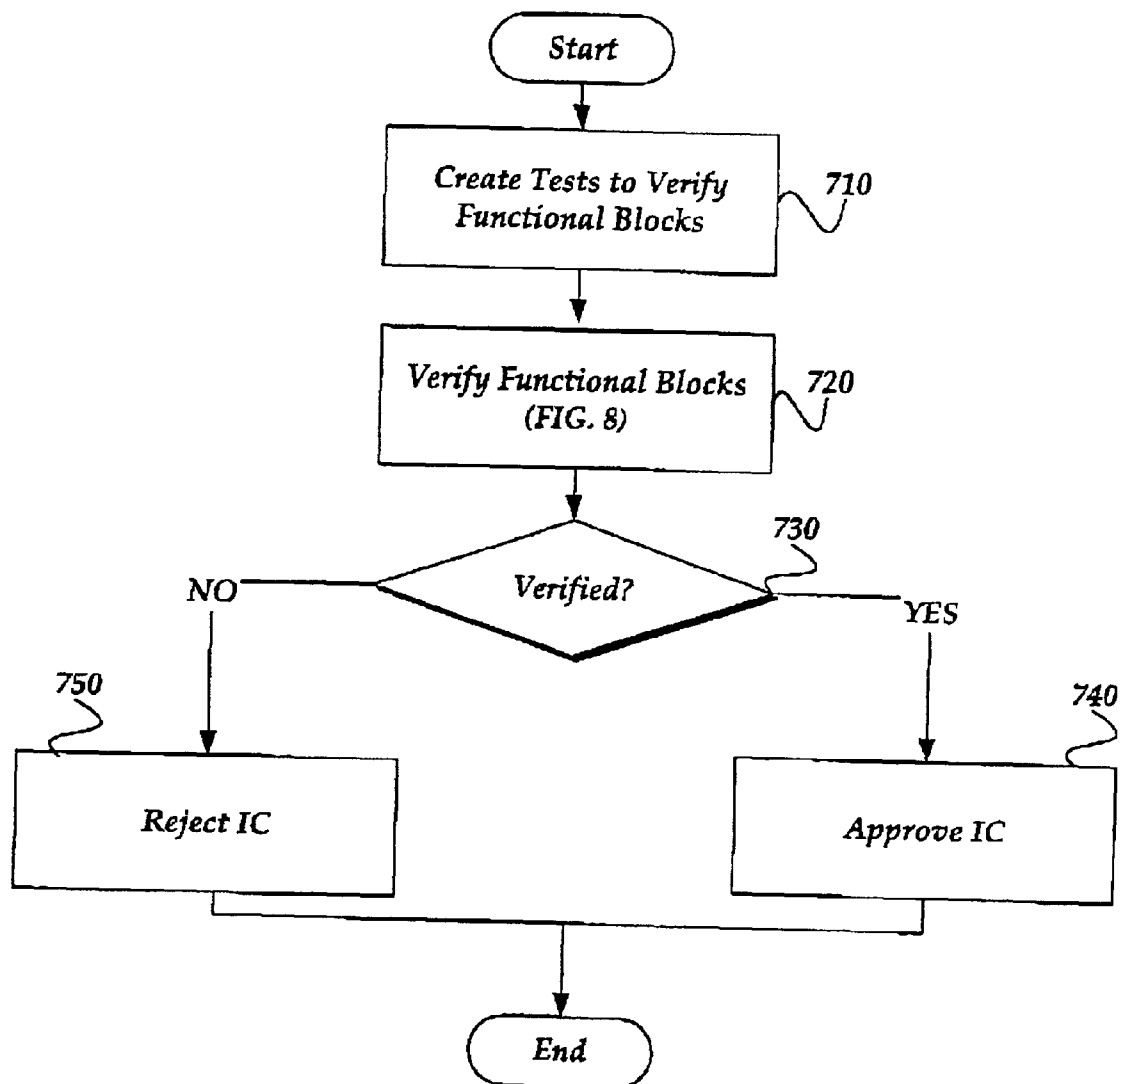 Start
Create Tests to Verify
Functional Blocks
710
Verify Functional Blocks
(FIG. 8)
720
730
Verified?
NO
YES
750
740
Reject IC
Approve IC
End